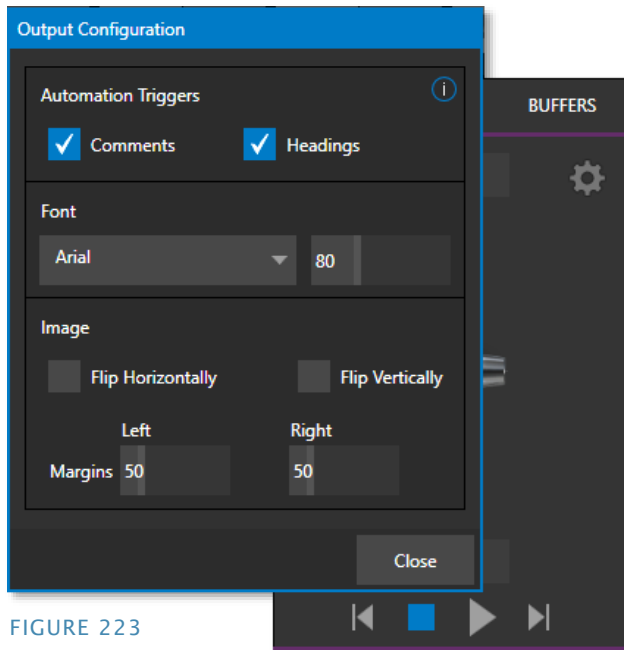 Output Configuration
Automation Triggers
BUFFERS
Comments
Headings
Font
Arial
80
Image
Flip Horizontally
Flip Vertically
Left
Right
Margins 50
50
Close
FIGURE 223